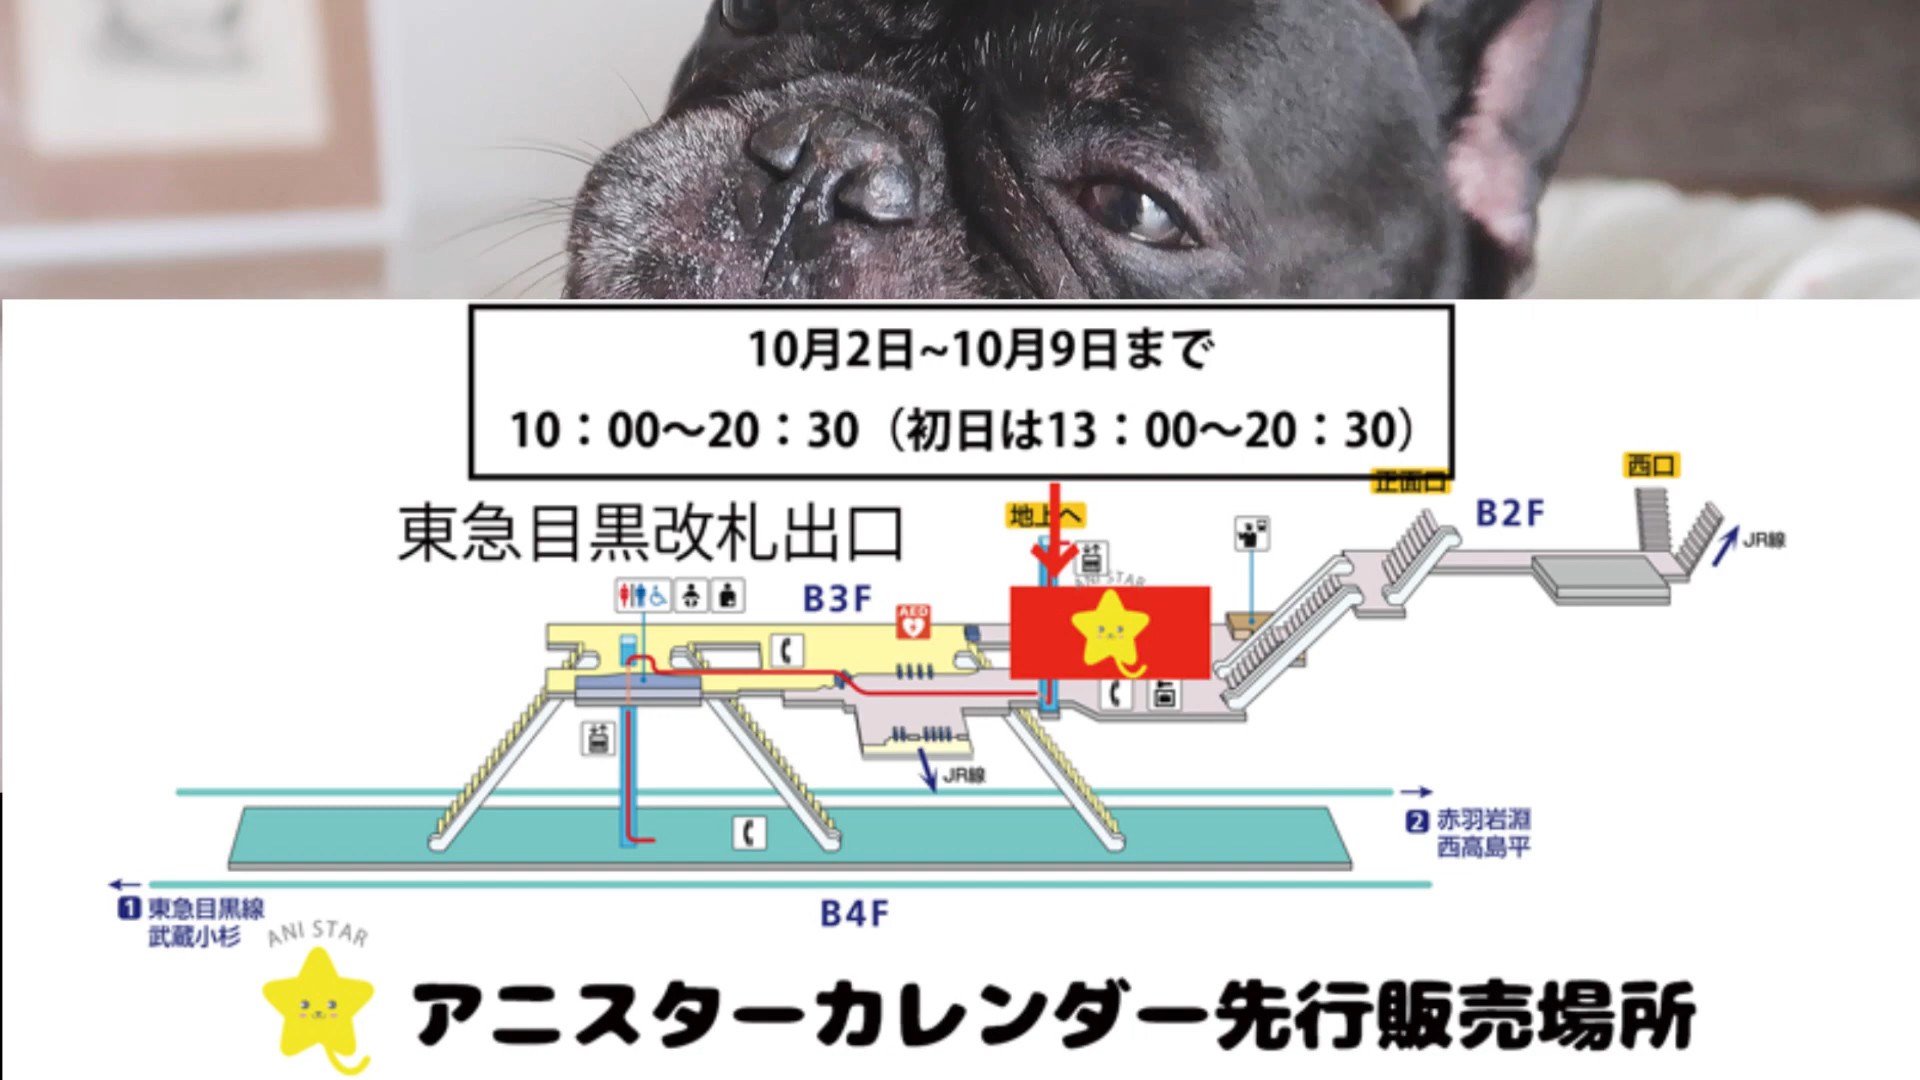 10月2日~10月9日まで
10：00〜20：30（初日は13：00〜20：30）
正面口
西口
B2F
東急目黒改札出口
地上へ
JR線
ANI STAR
B3F
AED
JR線
2 赤羽岩淵
西高島平
1 東急目黒線
武蔵小杉
B4F
ANI STAR
アニスターカレンダー先行販売場所